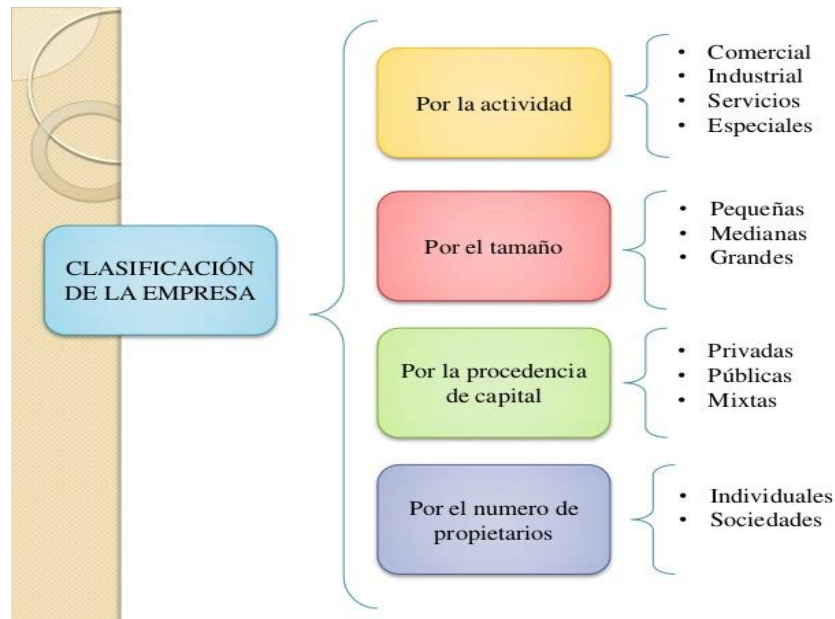 CLASIFICACIÓN
DE LA EMPRESA
Por la actividad
• Comercial
• Industrial
• Servicios
• Especiales
Por el tamaño
• Pequeñas
• Medianas
• Grandes
Por la procedencia
de capital
• Privadas
• Públicas
• Mixtas
Por el numero de
propietarios
• Individuales
• Sociedades